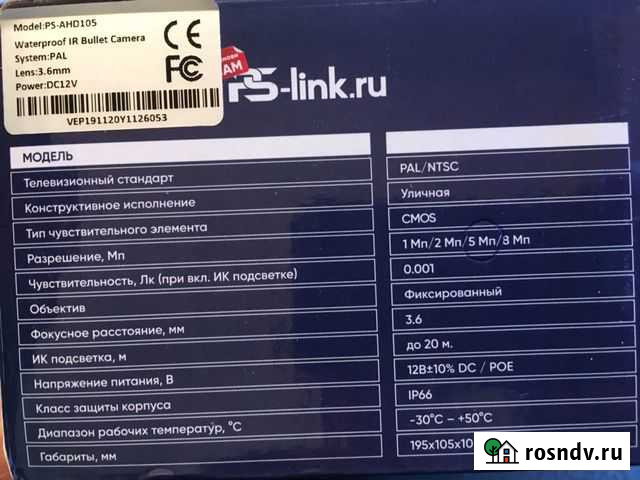 Model:PS-AHD105
Waterproof IR Bullet Camera
System:PAL
Lens:3.6mm
Power:DC12V
CE
FC
VEP191120Y1126053
PS-link.ru
МОДЕЛЬ
Телевизионный стандарт PAL/NTSC
Конструктивное исполнение Уличная
Тип чувствительного элемента CMOS
Разрешение, Мп 1 Мп/2 Мп/5 Мп/8 Мп
Чувствительность, Лк (при вкл. ИК подсветке) 0.001
Объектив Фиксированный
Фокусное расстояние, мм 3.6
ИК подсветка, м до 20 м.
Напряжение питания, В 12В±10% DC / POE
Класс защиты корпуса IP66
Диапазон рабочих температур, °C -30°C – +50°C
Габариты, мм 195x105x10
rosndv.ru